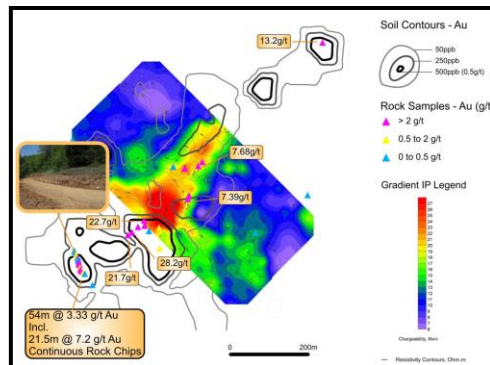 13.2g/t
7.68g/t
7.39g/t
22.7g/t
21.7g/t
28.2g/t
54m @ 3.33 g/t Au
Incl.
21.5m @ 7.2 g/t Au
Continuous Rock Chips
0
200m
Soil Contours - Au
50ppb
250ppb
500ppb (0.5g/t)
Rock Samples - Au (g/t)
> 2 g/t
0.5 to 2 g/t
0 to 0.5 g/t
Gradient IP Legend
Chargeability, Mv/v
Resistivity Contours, Ohm.m